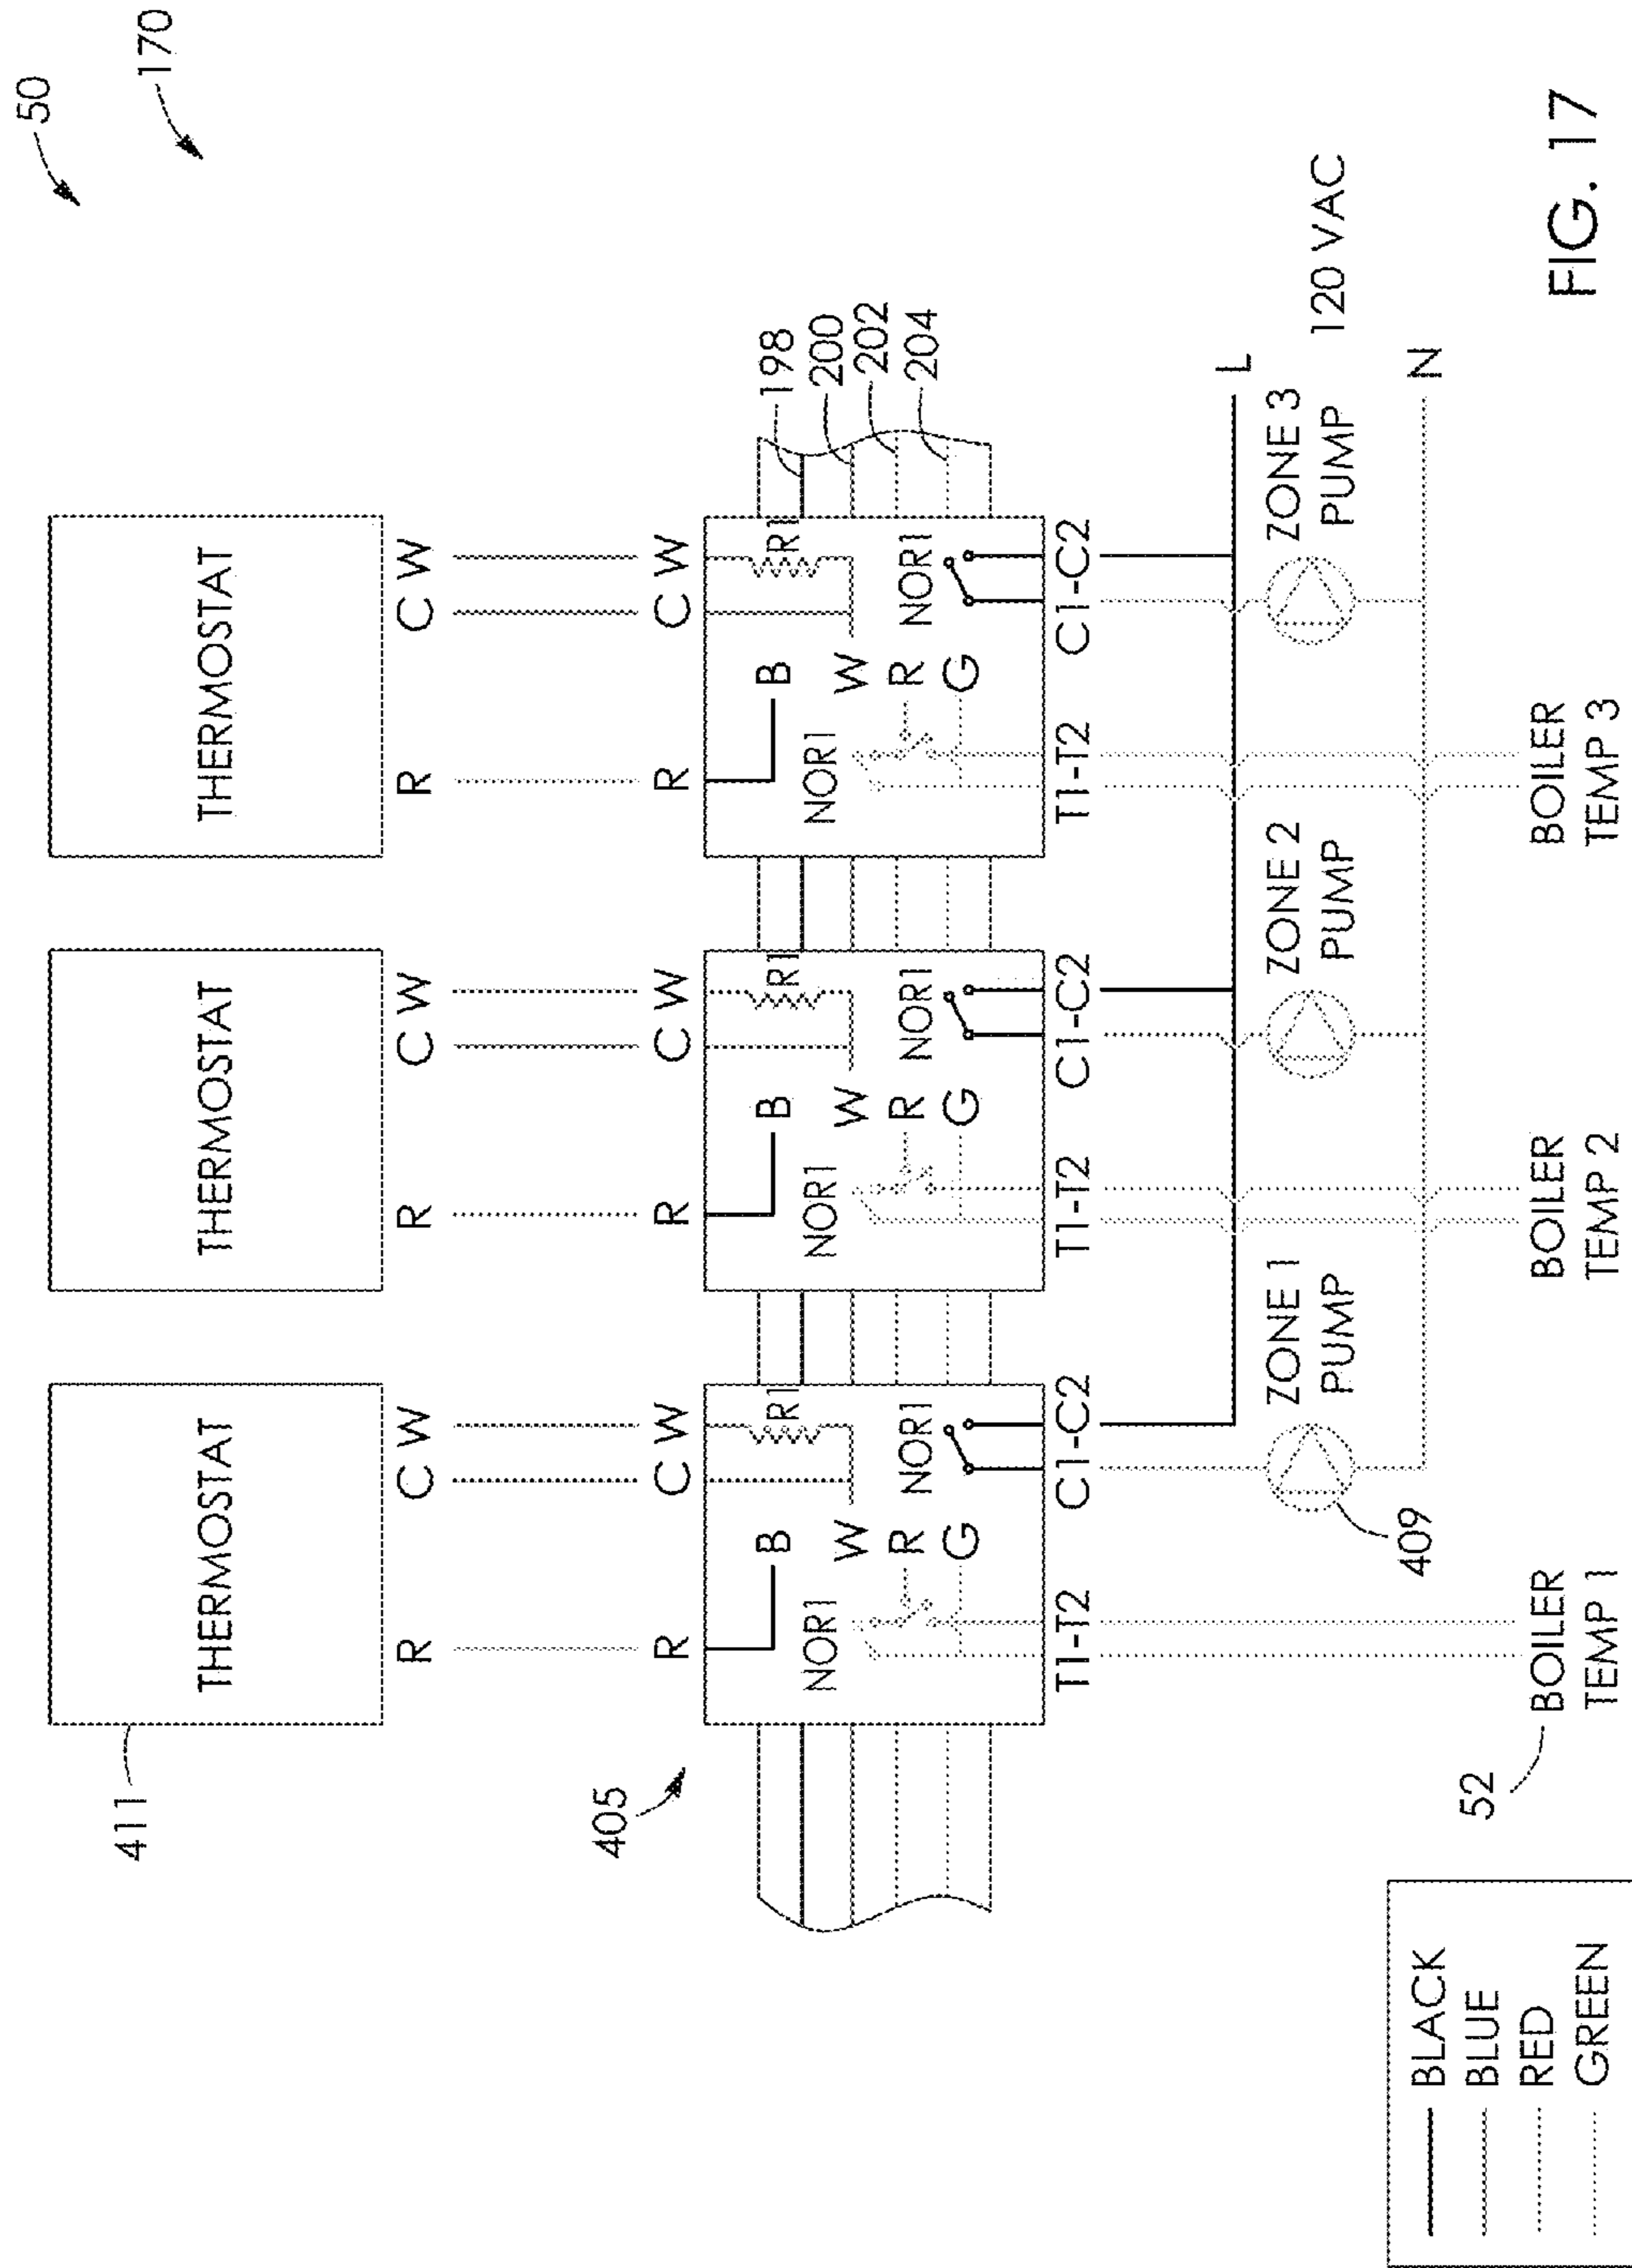 50
170
411
THERMOSTAT
THERMOSTAT
THERMOSTAT
R C W
R C W
R C W
405
R C W
R C W
R C W
B R1
B R1
B R1
198
NOR1 W
NOR1 W
NOR1 W
200
R NOR1
R NOR1
R NOR1
202
G
G
G
204
T1-T2 C1-C2
T1-T2 C1-C2
T1-T2 C1-C2
L
ZONE 1
PUMP
ZONE 2
PUMP
ZONE 3
PUMP
120 VAC
409
N
52
BOILER
TEMP 1
BOILER
TEMP 2
BOILER
TEMP 3
BLACK
BLUE
RED
GREEN
FIG. 17